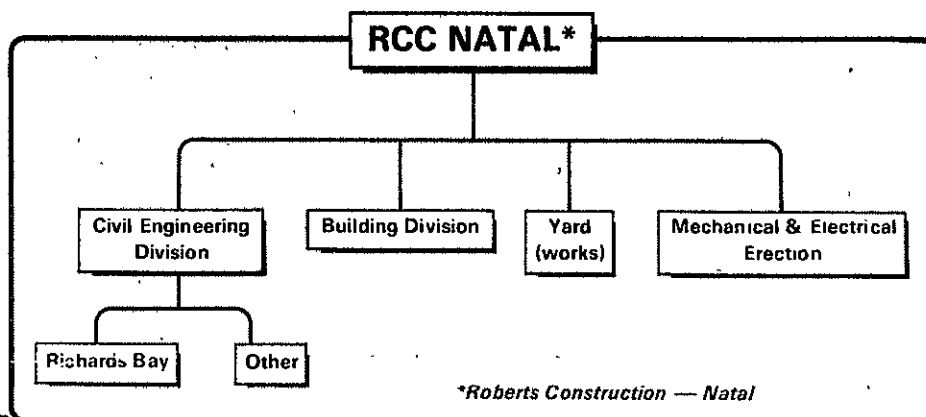 RCC NATAL*
Civil Engineering
Division
Building Division
Yard
(works)
Mechanical & Electrical
Erection
Richards Bay
Other
*Roberts Construction — Natal